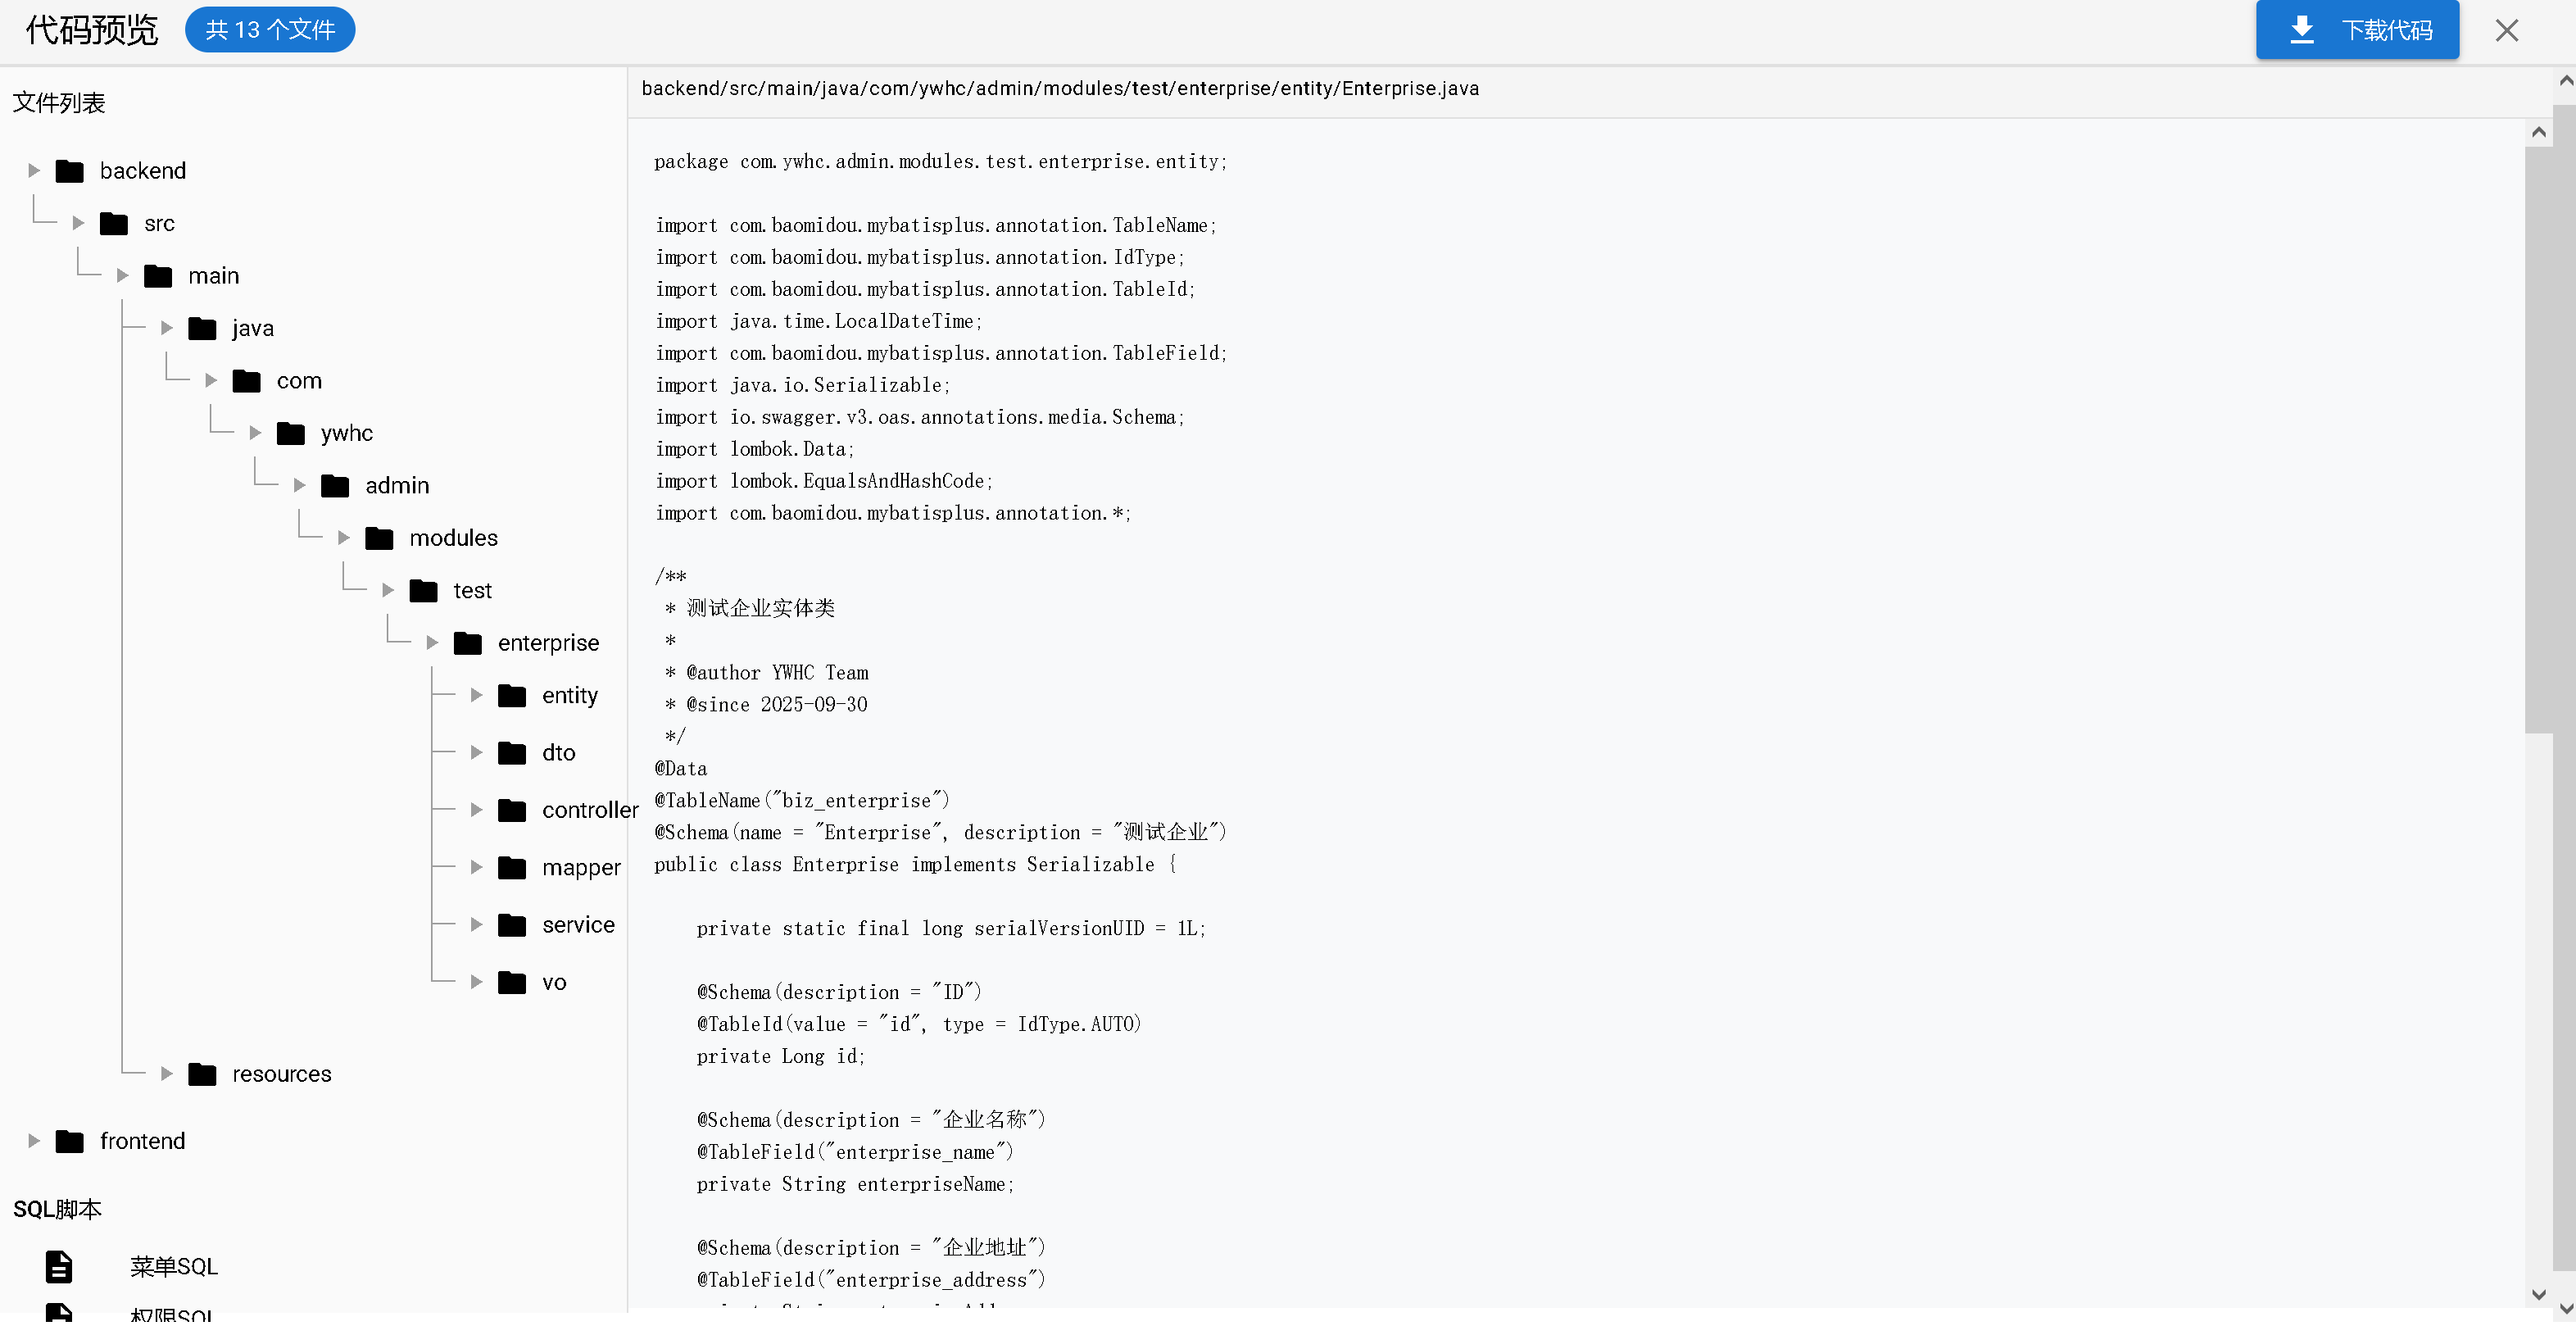 代码预览
共 13 个文件
下载代码
文件列表
backend
src
main
java
com
ywhc
admin
modules
test
enterprise
entity
dto
controller
mapper
service
vo
resources
frontend
SQL脚本
菜单SQL
权限SQL
backend/src/main/java/com/ywhc/admin/modules/test/enterprise/entity/Enterprise.java
package com.ywhc.admin.modules.test.enterprise.entity;
import com.baomidou.mybatisplus.annotation.TableName;
import com.baomidou.mybatisplus.annotation.IdType;
import com.baomidou.mybatisplus.annotation.TableId;
import java.time.LocalDateTime;
import com.baomidou.mybatisplus.annotation.TableField;
import java.io.Serializable;
import io.swagger.v3.oas.annotations.media.Schema;
import lombok.Data;
import lombok.EqualsAndHashCode;
import com.baomidou.mybatisplus.annotation.*;
/**
 * 测试企业实体类
 *
 * @author YWHC Team
 * @since 2025-09-30
 */
@Data
@TableName("biz_enterprise")
@Schema(name = "Enterprise", description = "测试企业")
public class Enterprise implements Serializable {
    private static final long serialVersionUID = 1L;
    @Schema(description = "ID")
    @TableId(value = "id", type = IdType.AUTO)
    private Long id;
    @Schema(description = "企业名称")
    @TableField("enterprise_name")
    private String enterpriseName;
    @Schema(description = "企业地址")
    @TableField("enterprise_address")